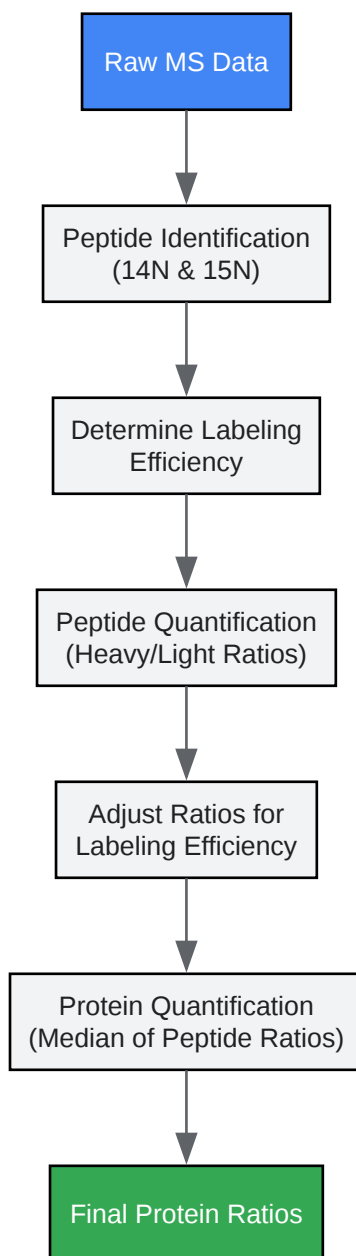 Raw MS Data
Peptide Identification
(14N & 15N)
Determine Labeling
Efficiency
Peptide Quantification
(Heavy/Light Ratios)
Adjust Ratios for
Labeling Efficiency
Protein Quantification
(Median of Peptide Ratios)
Final Protein Ratios